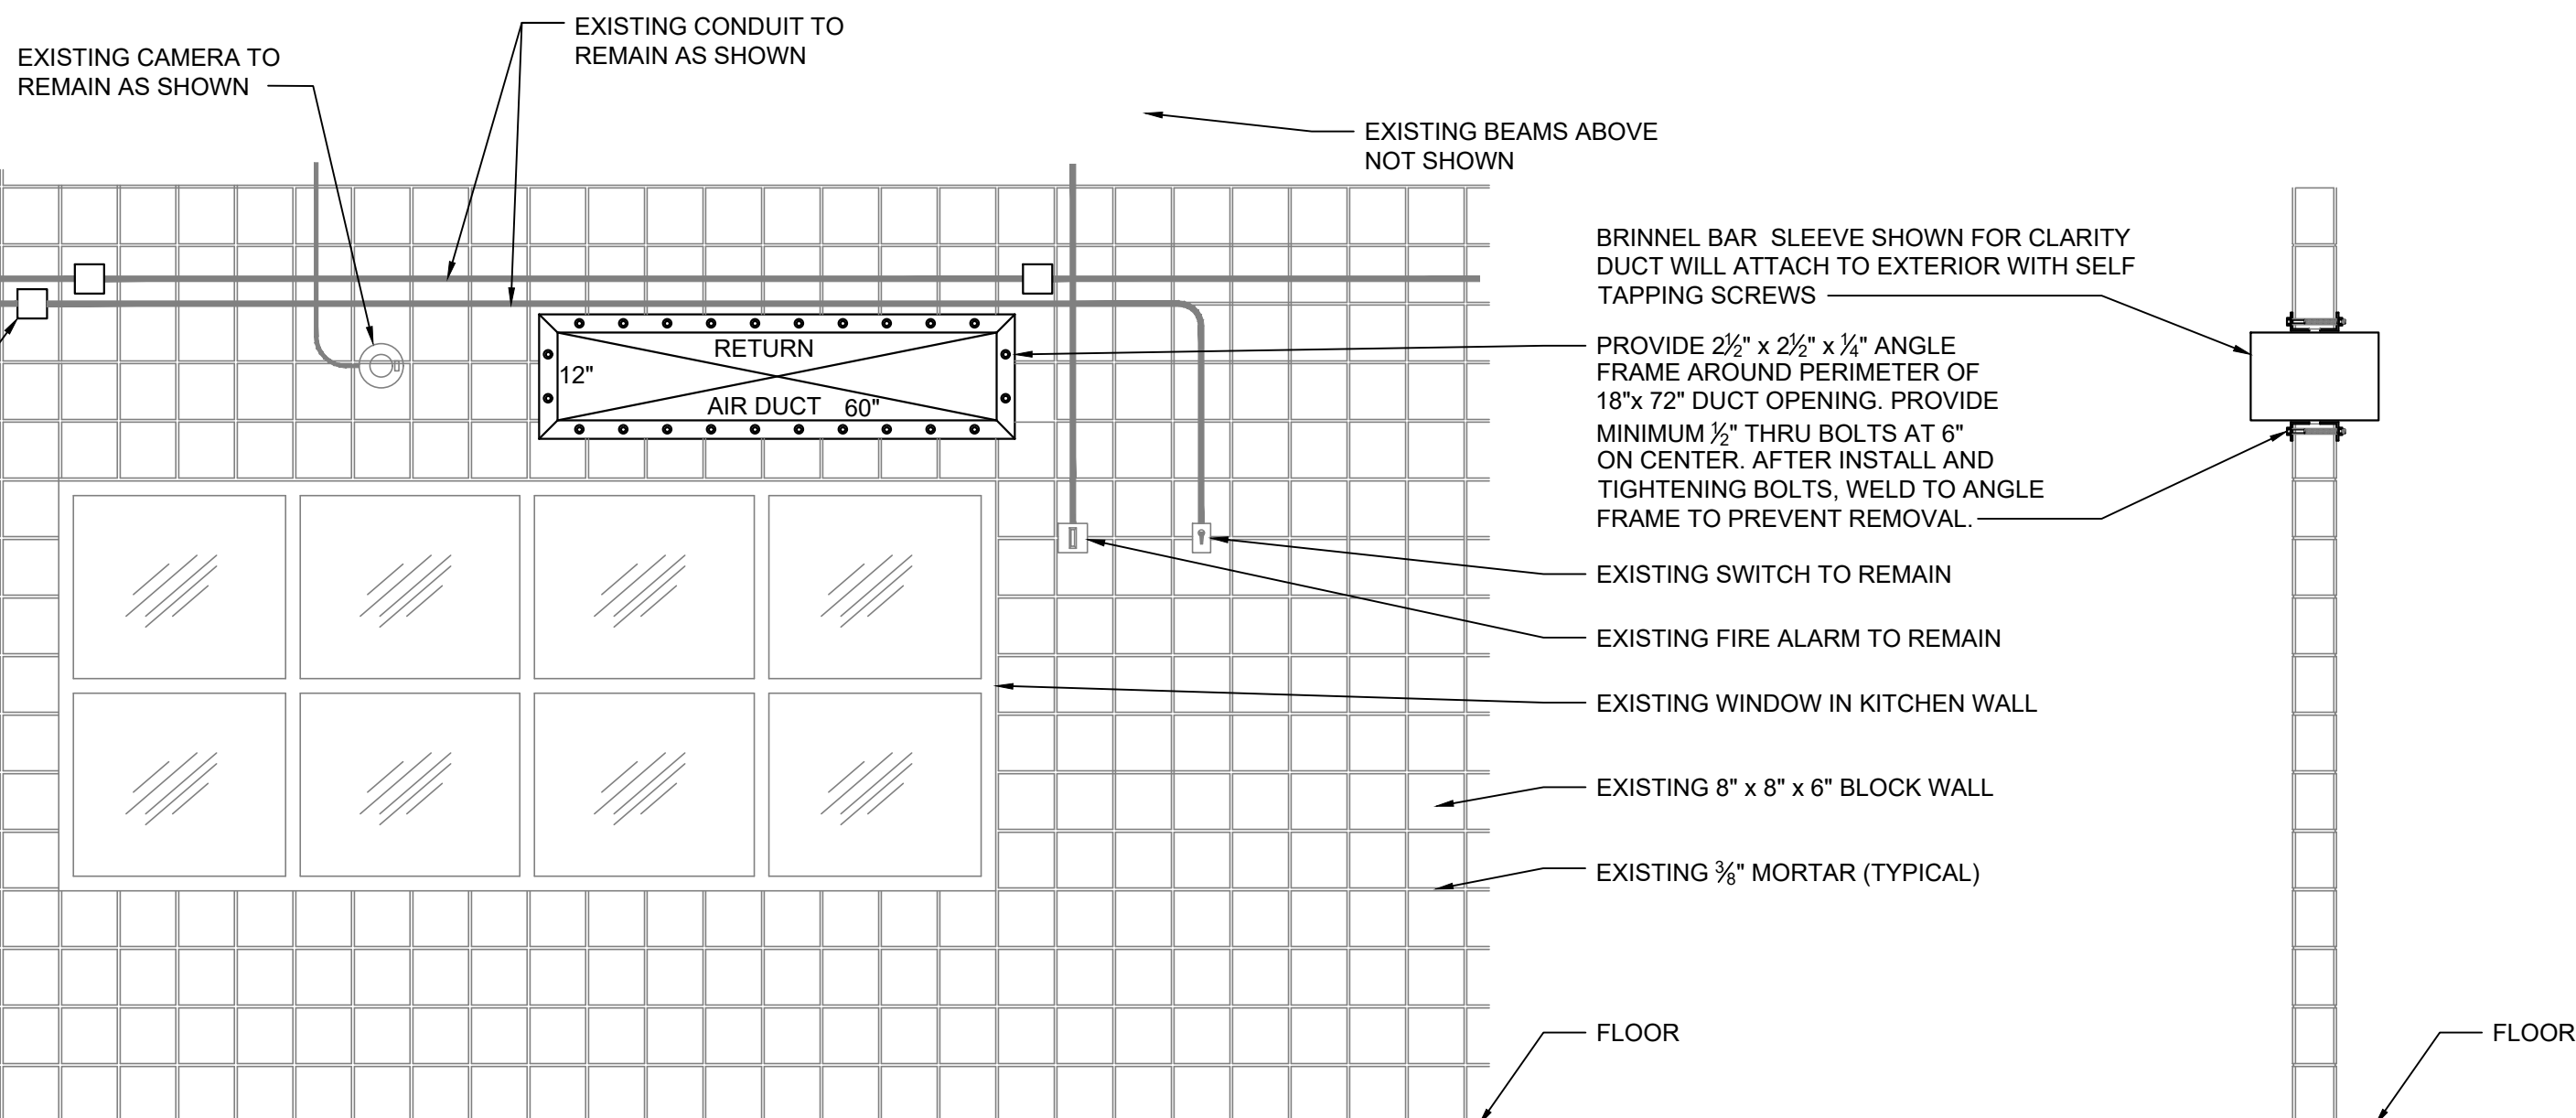 EXISTING CAMERA TO
REMAIN AS SHOWN
EXISTING CONDUIT TO
REMAIN AS SHOWN
EXISTING BEAMS ABOVE
NOT SHOWN
RETURN
12"
AIR DUCT 60"
BRINNEL BAR SLEEVE SHOWN FOR CLARITY
DUCT WILL ATTACH TO EXTERIOR WITH SELF
TAPPING SCREWS
PROVIDE 2½" x 2½" x ¼" ANGLE
FRAME AROUND PERIMETER OF
18"x 72" DUCT OPENING. PROVIDE
MINIMUM ½" THRU BOLTS AT 6"
ON CENTER. AFTER INSTALL AND
TIGHTENING BOLTS, WELD TO ANGLE
FRAME TO PREVENT REMOVAL.
EXISTING SWITCH TO REMAIN
EXISTING FIRE ALARM TO REMAIN
EXISTING WINDOW IN KITCHEN WALL
EXISTING 8" x 8" x 6" BLOCK WALL
EXISTING ⅜" MORTAR (TYPICAL)
FLOOR
FLOOR